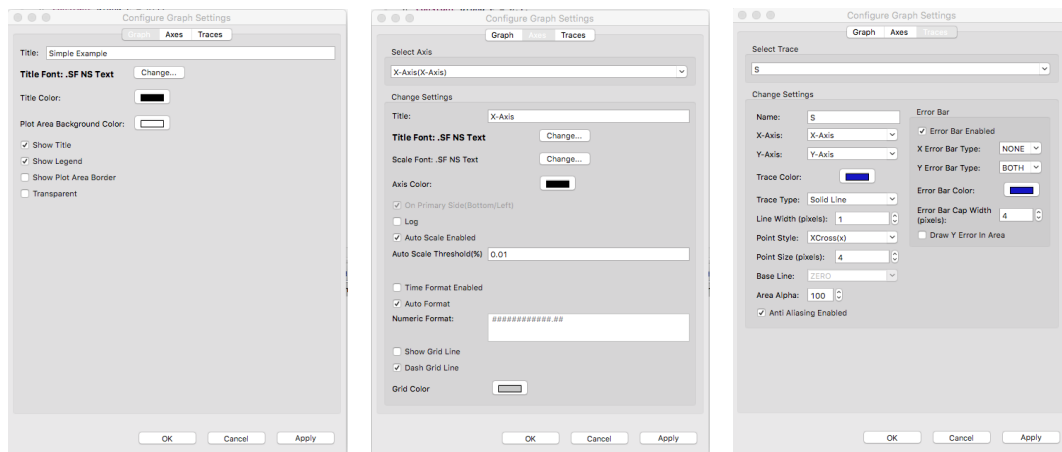 Configure Graph Settings
Graph Axes Traces
Title: Simple Example
Title Font: .SF NS Text Change...
Title Color:
Plot Area Background Color:
Show Title
Show Legend
Show Plot Area Border
Transparent
OK Cancel Apply
Configure Graph Settings
Graph Axes Traces
Select Axis
X-Axis(X-Axis)
Change Settings
Title: X-Axis
Title Font: .SF NS Text Change...
Scale Font: .SF NS Text Change...
Axis Color:
On Primary Side(Bottom/Left)
Log
Auto Scale Enabled
Auto Scale Threshold(%) 0.01
Time Format Enabled
Auto Format
Numeric Format: ############.##
Show Grid Line
Dash Grid Line
Grid Color
OK Cancel Apply
Configure Graph Settings
Graph Axes Traces
Select Trace
S
Change Settings
Name: S
X-Axis: X-Axis
Y-Axis: Y-Axis
Trace Color:
Trace Type: Solid Line
Line Width (pixels): 1
Point Style: XCross(x)
Point Size (pixels): 4
Base Line: ZERO
Area Alpha: 100
Anti Aliasing Enabled
Error Bar
Error Bar Enabled
X Error Bar Type: NONE
Y Error Bar Type: BOTH
Error Bar Color:
Error Bar Cap Width
(pixels): 4
Draw Y Error In Area
OK Cancel Apply